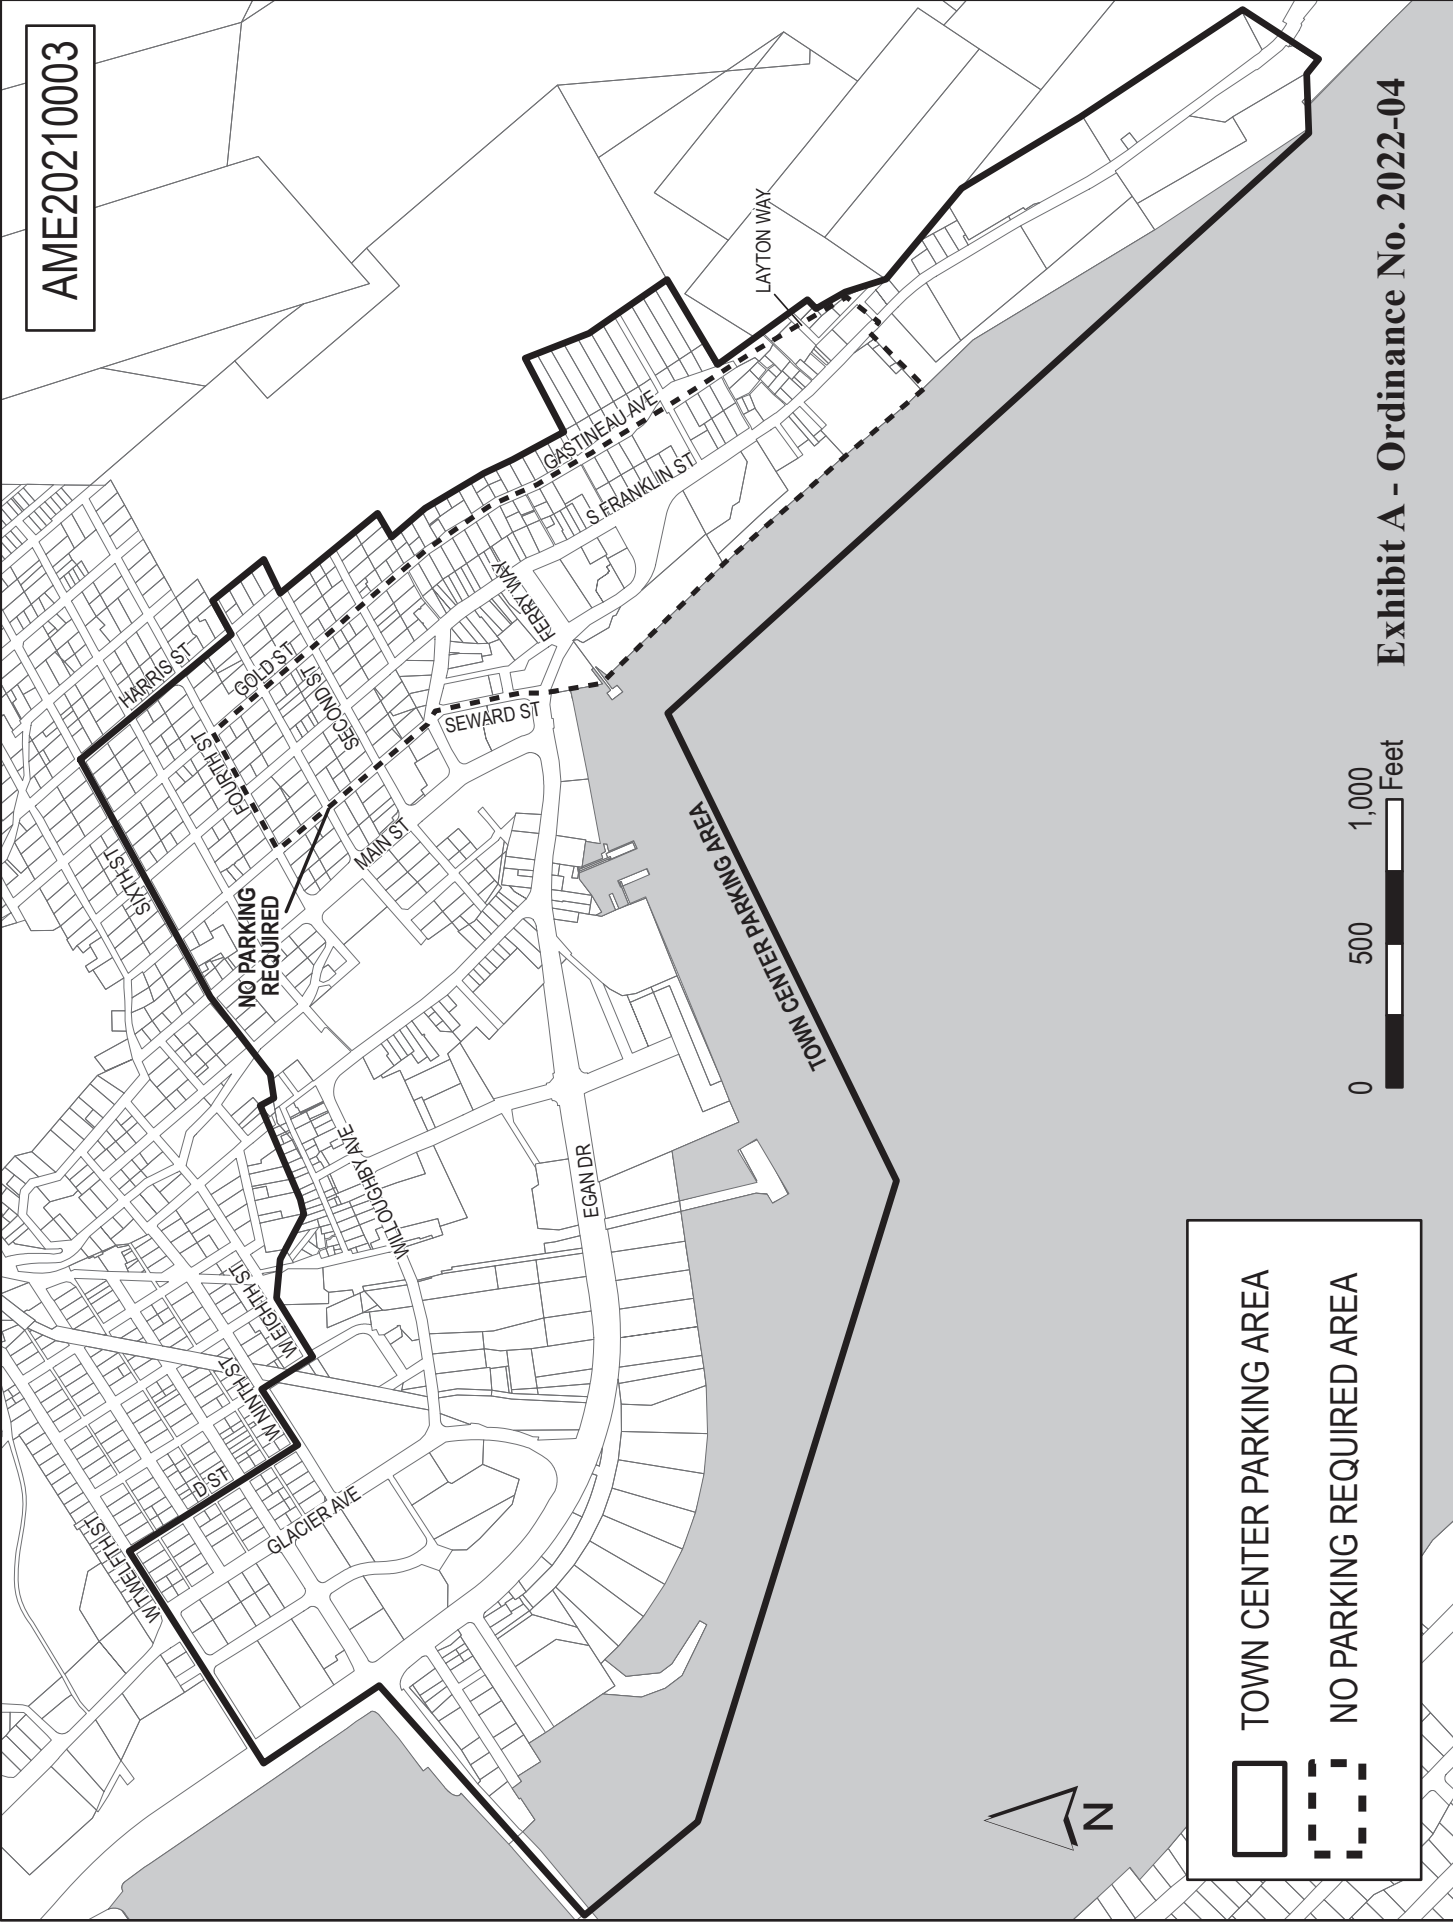 AME20210003
W TWELFTH ST
D ST
W NINTH ST
W EIGHTH ST
GLACIER AVE
WILLOUGHBY AVE
EGAN DR
SIXTH ST
NO PARKING
REQUIRED
MAIN ST
FOURTH ST
HARRIS ST
GOLD ST
SECOND ST
SEWARD ST
FERRY WAY
S FRANKLIN ST
GASTINEAU AVE
LAYTON WAY
TOWN CENTER PARKING AREA
N
TOWN CENTER PARKING AREA
NO PARKING REQUIRED AREA
0 500 1,000
Feet
Exhibit A - Ordinance No. 2022-04